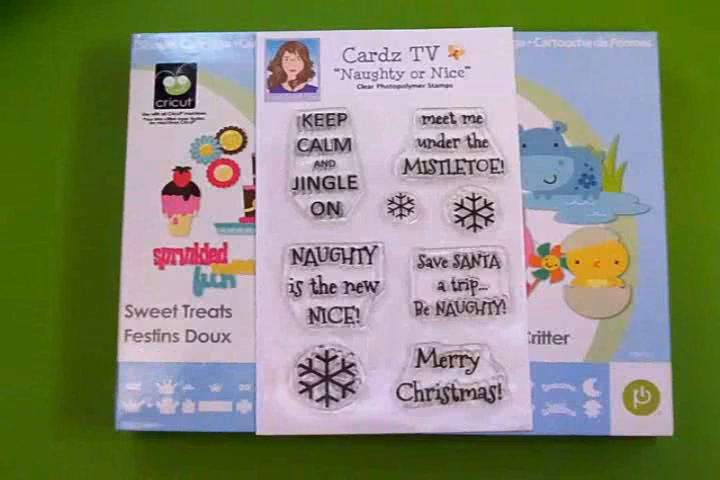 Cardz TV
"Naughty or Nice"
Clear Photopolymer Stamps
KEEP
CALM
AND
JINGLE
ON
meet me
under the
MISTLETOE!
NAUGHTY
is the new
NICE!
Save SANTA
a trip...
Be NAUGHTY!
Merry
Christmas!
cricut
sprinkled
fun
Sweet Treats
Festins Doux
Cartouche de Formes
Critter